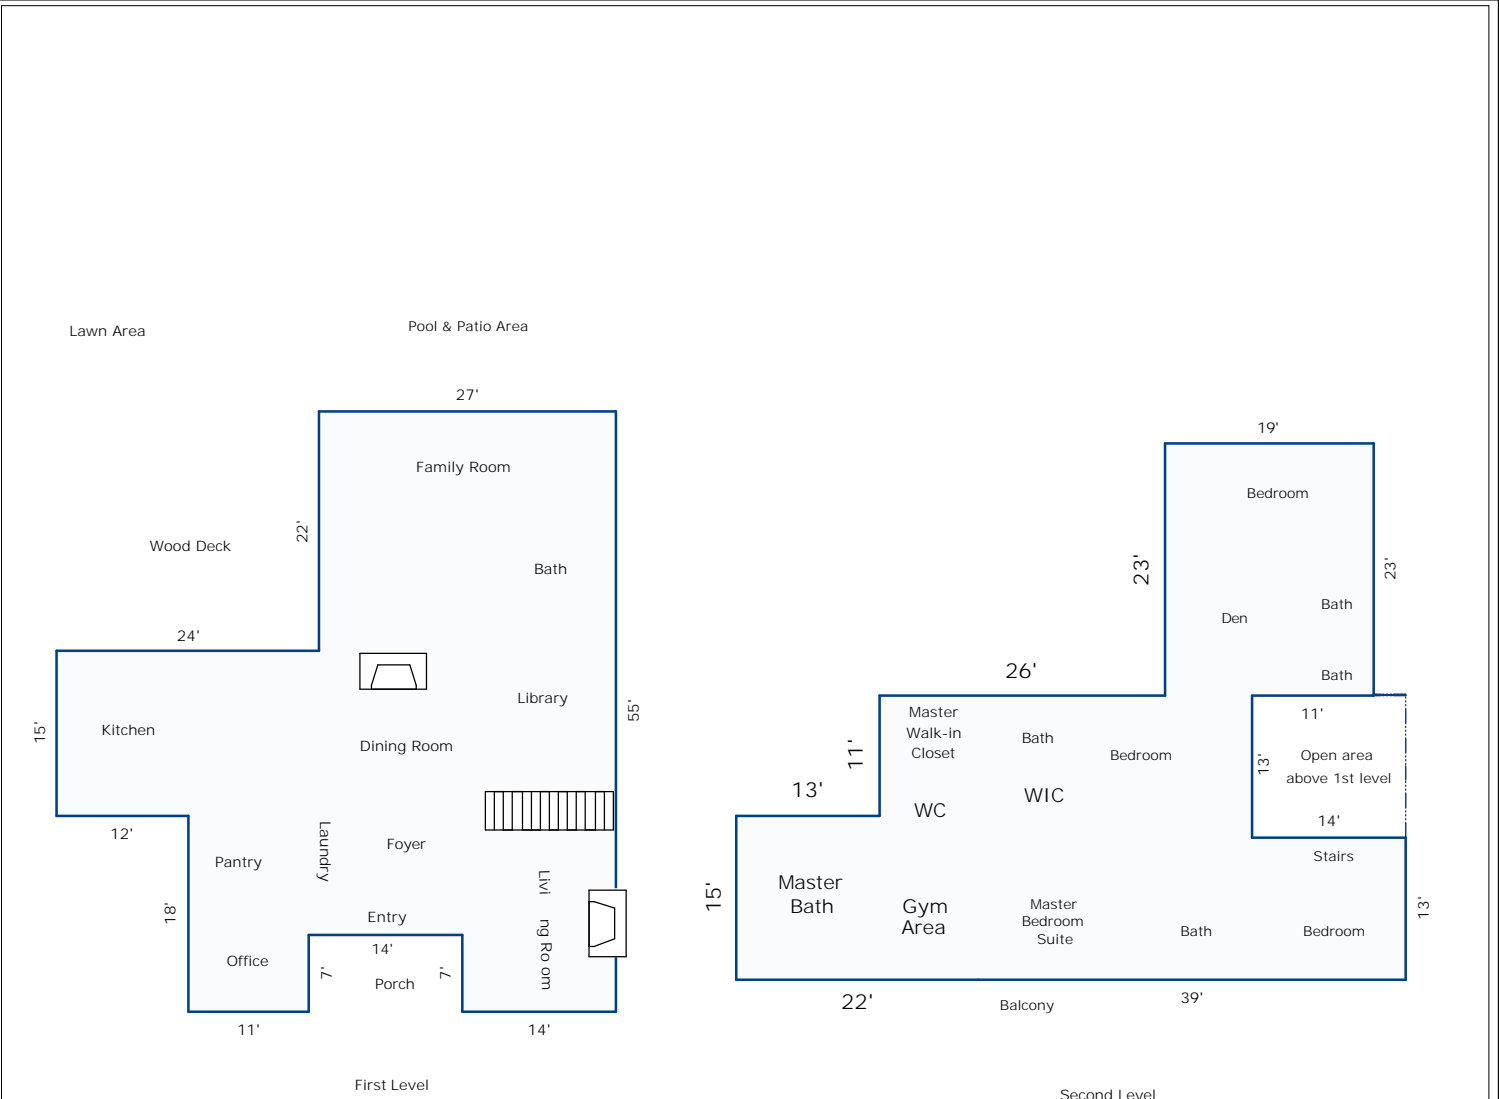 Lawn Area
Pool & Patio Area
27'
Family Room
22'
Wood Deck
Bath
24'
Library
55'
15'
Kitchen
Dining Room
12'
Laundry
Foyer
Pantry
Livi ng Ro om
18'
Entry
14'
7'
7'
Office
Porch
11'
14'
First Level
19'
Bedroom
23'
23'
Bath
Den
26'
Bath
Master
Walk-in
Closet
11'
11'
Bath
Bedroom
13'
Open area
above 1st level
13'
WC
WIC
14'
Stairs
15'
Master
Bath
Gym
Area
Master
Bedroom
Suite
13'
Bath
Bedroom
22'
Balcony
39'
Second Level